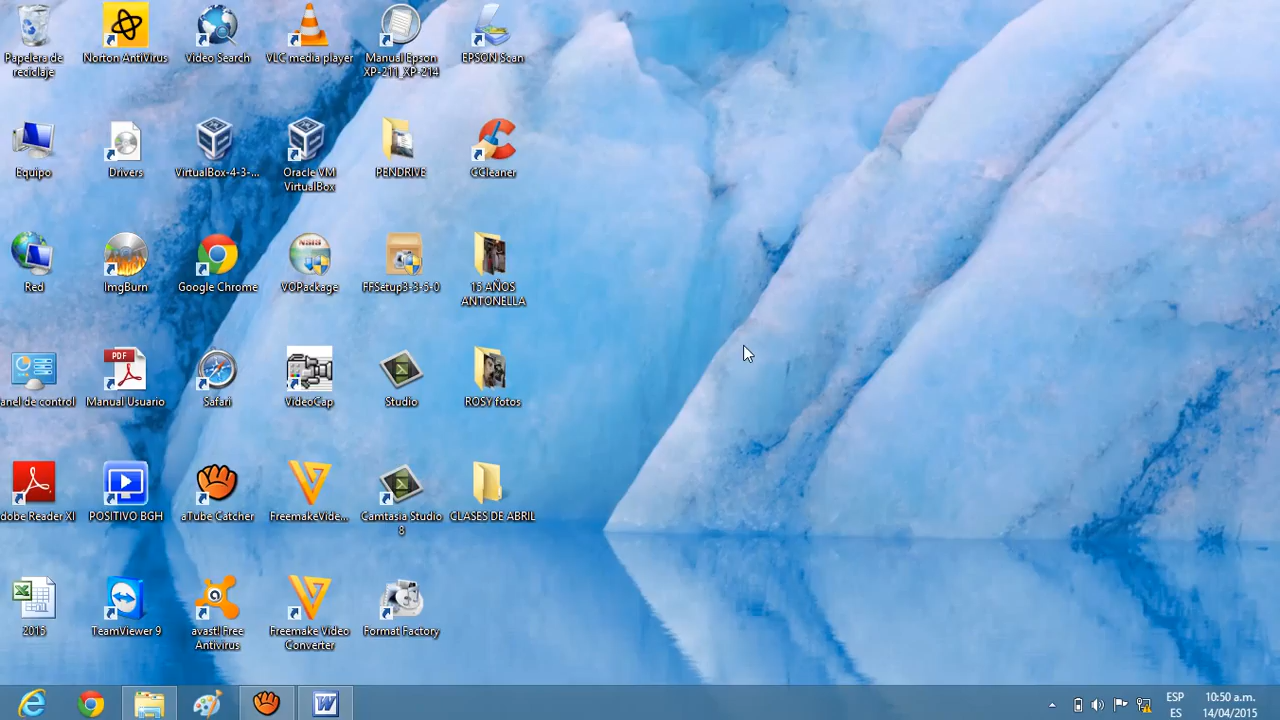 Papelera de
reciclaje
Norton AntiVirus
Video Search
VLC media player
Manual Epson
XP-211_XP-214
EPSON Scan
Equipo
Drivers
VirtualBox-4-3-...
Oracle VM
VirtualBox
PENDRIVE
CCleaner
Red
ImgBurn
Google Chrome
Nata
VOPackage
FFSetup3-3-5-0
15 AÑOS
ANTONELLA
anel de control
PDF
Manual Usuario
Safari
VideoCap
Studio
ROSY fotos
dobe Reader XI
POSITIVO BGH
aTube Catcher
FreemakeVide...
Camtasia Studio
8
CLASES DE ABRIL
2015
TeamViewer 9
avast! Free
Antivirus
Freemake Video
Converter
Format Factory
ESP
ES
10:50 a.m.
14/04/2015